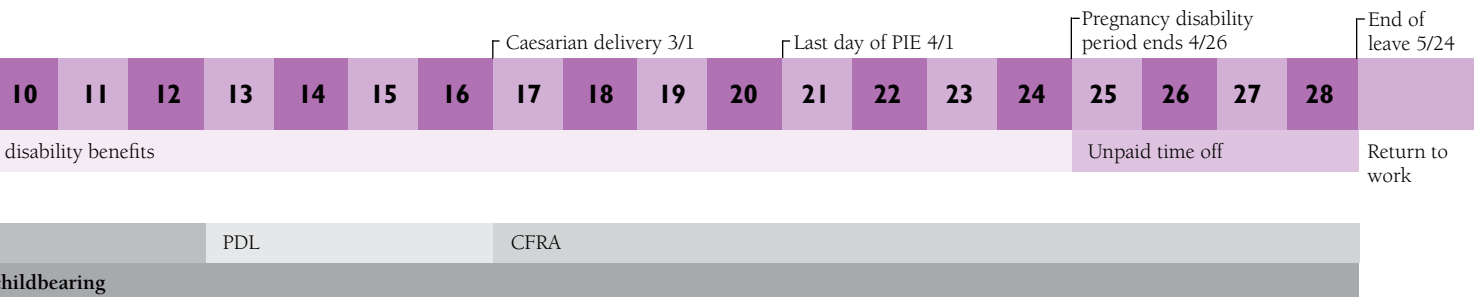 Caesarian delivery 3/1
Last day of PIE 4/1
Pregnancy disability
period ends 4/26
End of
leave 5/24
10 11 12 13 14 15 16 17 18 19 20 21 22 23 24 25 26 27 28
disability benefits
Unpaid time off
Return to
work
PDL
CFRA
hildbearing